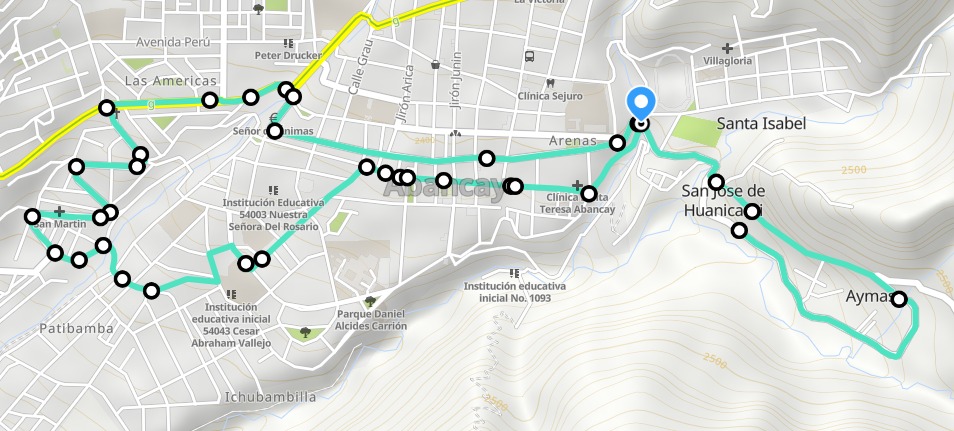 La Victoria
g
Avenida Perú
Peter Drucker
Villagloria
Calle Grau
Jirón Junín
Las Americas
Jirón Arica
Clínica Sejuro
g
Santa Isabel
Arenas
2400
2500
Abancay
San Jose de
Huanica
Institución Educativa
54003 Nuestra
Señora Del Rosario
Clínica
Teresa Abancay
San Martin
Institución educativa
inicial No. 1093
Aymas
2500
Institución
educativa inicial
54043 Cesar
Abraham Vallejo
Parque Daniel
Alcides Carrión
Patibamba
2500
Ichubambilla
2500